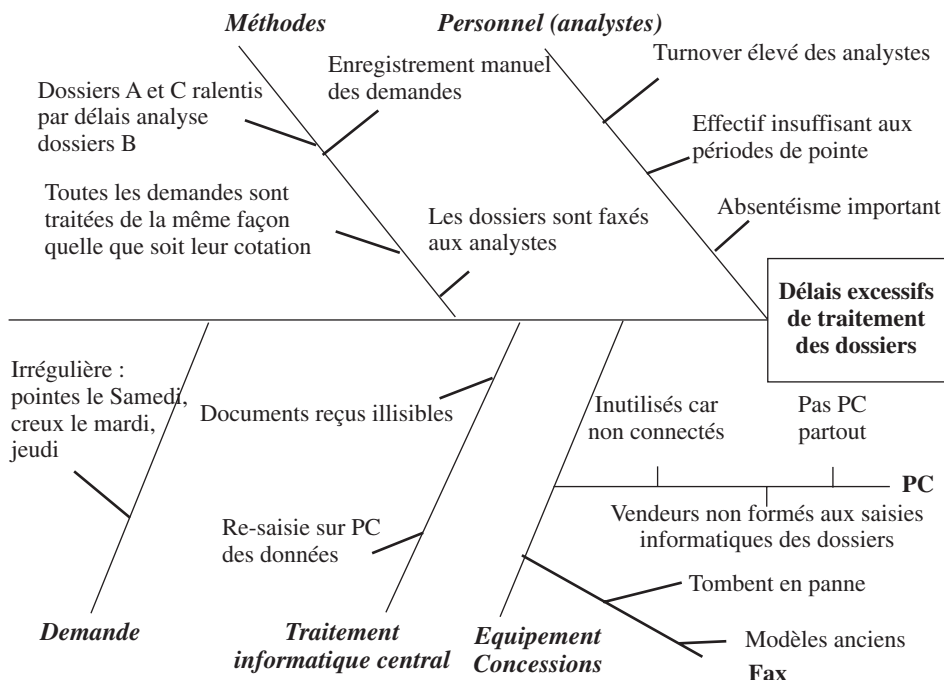 Méthodes
Personnel (analystes)
Turnover élevé des analystes
Enregistrement manuel
des demandes
Dossiers A et C ralentis
par délais analyse
dossiers B
Effectif insuffisant aux
périodes de pointe
Toutes les demandes sont
traitées de la même façon
quelle que soit leur cotation
Les dossiers sont faxés
aux analystes
Absentéisme important
Délais excessifs
de traitement
des dossiers
Irrégulière :
pointes le Samedi,
creux le mardi,
jeudi
Documents reçus illisibles
Inutilisés car
non connectés
Pas PC
partout
PC
Vendeurs non formés aux saisies
informatiques des dossiers
Re-saisie sur PC
des données
Tombent en panne
Modèles anciens
Fax
Demande
Traitement
informatique central
Equipement
Concessions